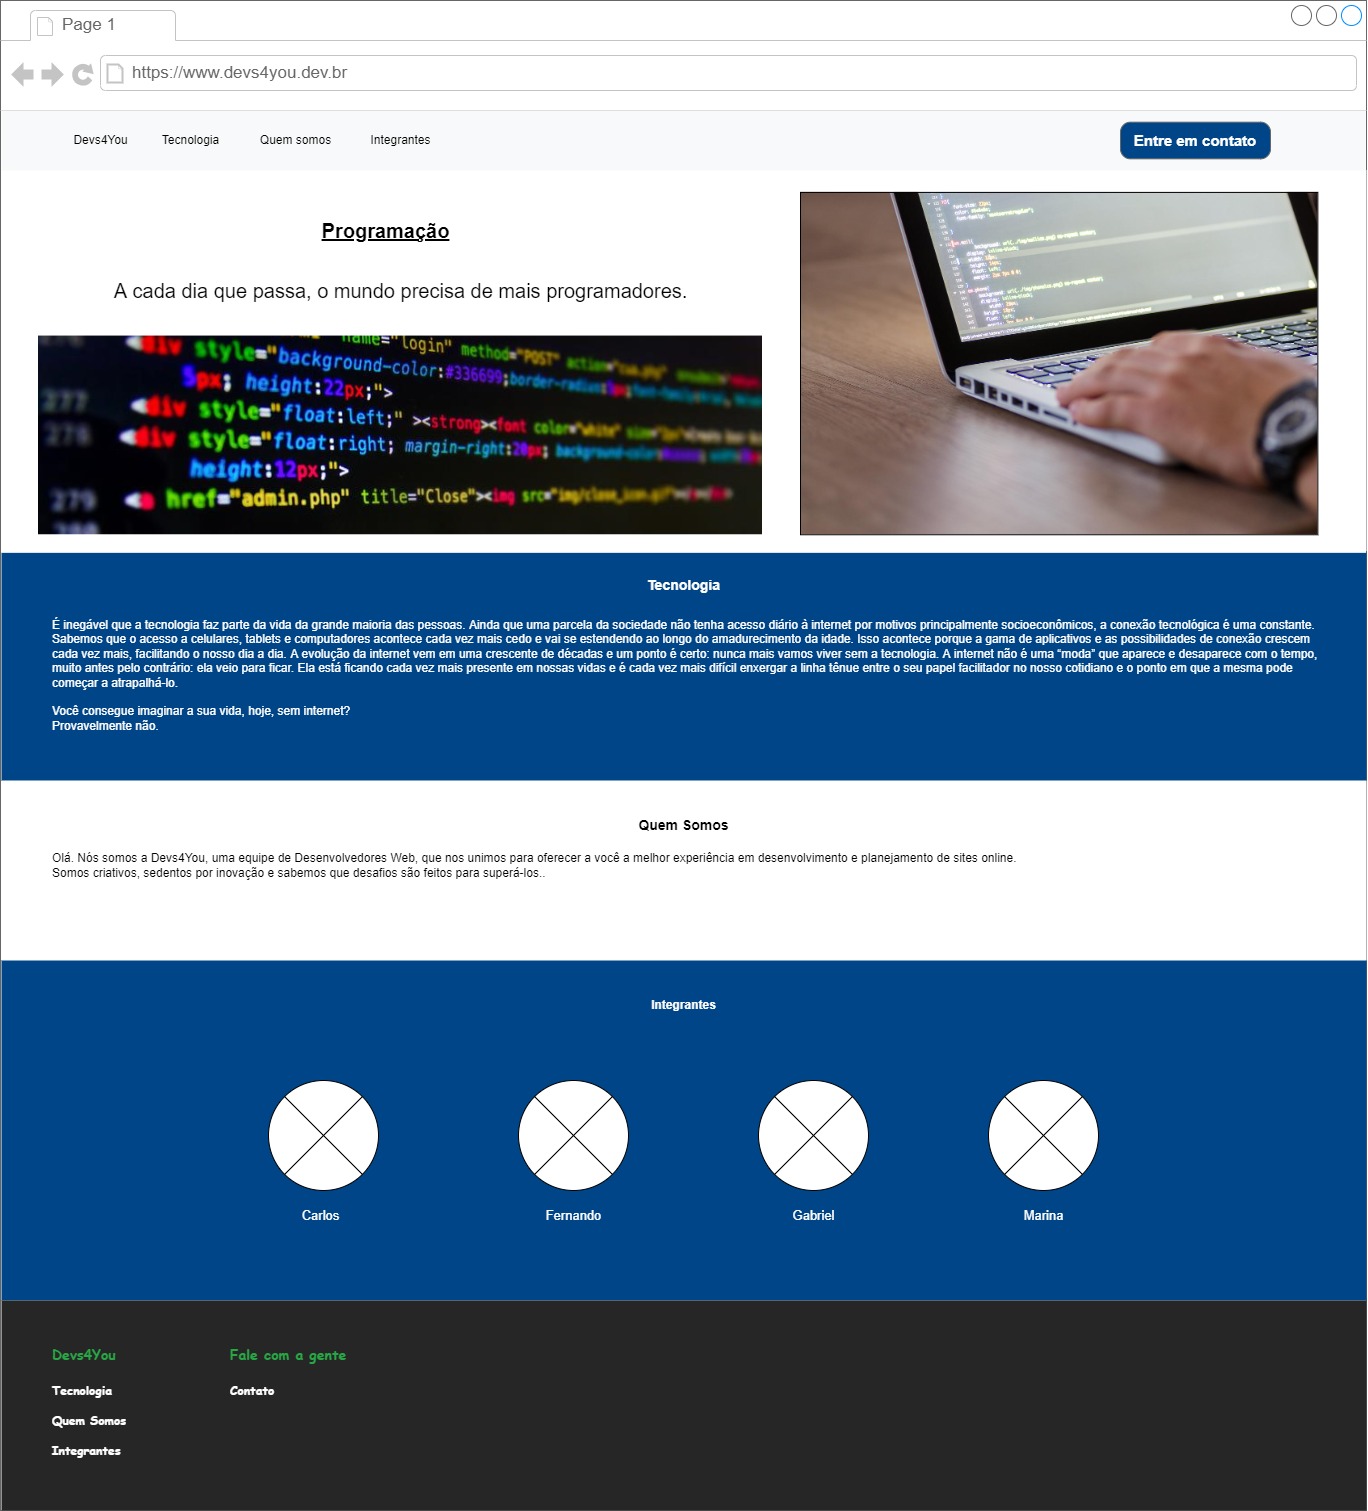 Page 1
https://www.devs4you.dev.br
Devs4You Tecnologia Quem somos Integrantes Entre em contato
Programação
A cada dia que passa, o mundo precisa de mais programadores.
name="login" method="POST"
<div style="background-color:#336699;border-radius:
5px; height:22px;">
277 <div style="float:left;" ><strong><font color="white"
278 <div style="float:right; margin-right:20px;
height:12px;">
279 <a href="admin.php" title="Close"><img src="img/close_icon.gif"></a>
Tecnologia
É inegável que a tecnologia faz parte da vida da grande maioria das pessoas. Ainda que uma parcela da sociedade não tenha acesso diário à internet por motivos principalmente socioeconômicos, a conexão tecnológica é uma constante.
Sabemos que o acesso a celulares, tablets e computadores acontece cada vez mais cedo e vai se estendendo ao longo do amadurecimento da idade. Isso acontece porque a gama de aplicativos e as possibilidades de conexão crescem
cada vez mais, facilitando o nosso dia a dia. A evolução da internet vem em uma crescente de décadas e um ponto é certo: nunca mais vamos viver sem a tecnologia. A internet não é uma “moda” que aparece e desaparece com o tempo,
muito antes pelo contrário: ela veio para ficar. Ela está ficando cada vez mais presente em nossas vidas e é cada vez mais difícil enxergar a linha tênue entre o seu papel facilitador no nosso cotidiano e o ponto em que a mesma pode
começar a atrapalhá-lo.
Você consegue imaginar a sua vida, hoje, sem internet?
Provavelmente não.
Quem Somos
Olá. Nós somos a Devs4You, uma equipe de Desenvolvedores Web, que nos unimos para oferecer a você a melhor experiência em desenvolvimento e planejamento de sites online.
Somos criativos, sedentos por inovação e sabemos que desafios são feitos para superá-los..
Integrantes
Carlos Fernando Gabriel Marina
Devs4You Fale com a gente
Tecnologia Contato
Quem Somos
Integrantes